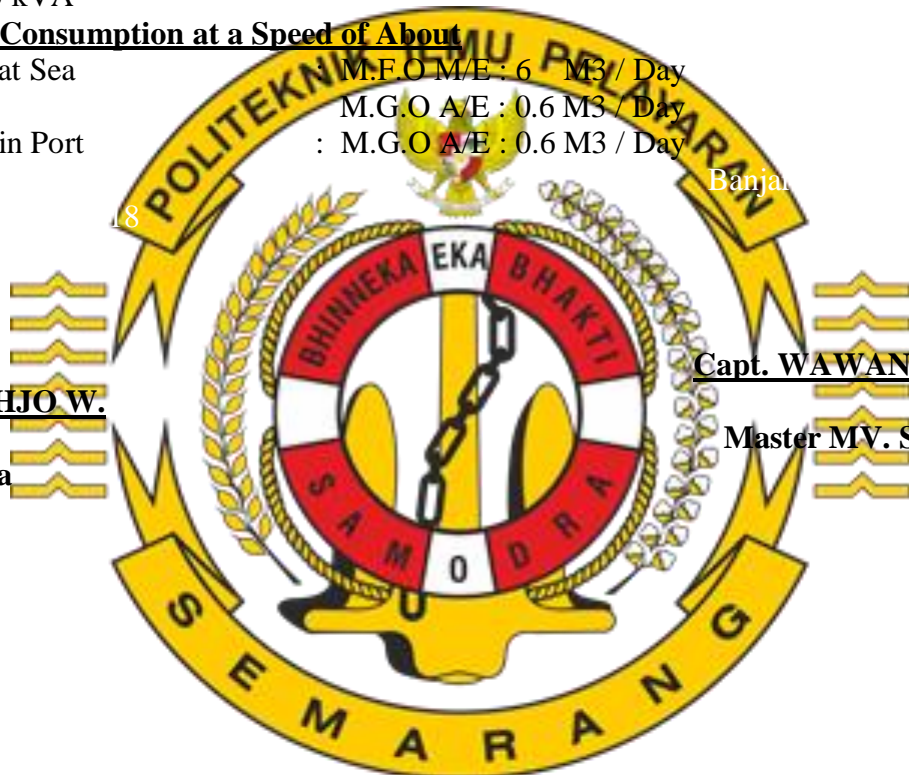 kVA
Consumption at a Speed of About
at Sea : M.F.O M/E : 6 M3 / Day
M.G.O A/E : 0.6 M3 / Day
in Port : M.G.O A/E : 0.6 M3 / Day
POLITEKNIK ILMU PELAYARAN
18
EKA
BHINNEKA BHAKTI
Capt. WAWAN
HJO W.
Master MV. S
a
SAMODRA
SEMARANG